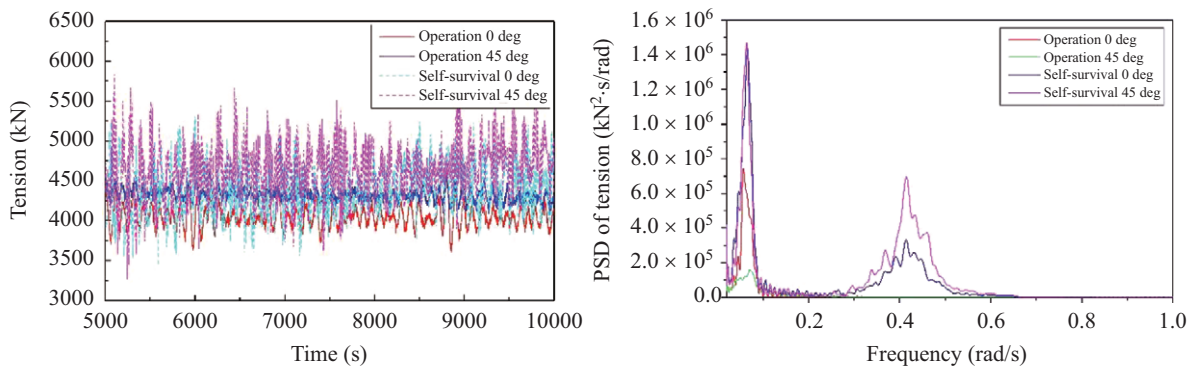 6500
6000
5500
5000
4500
4000
3500
3000
Tension (kN)
Operation 0 deg
Operation 45 deg
Self-survival 0 deg
Self-survival 45 deg
5000 6000 7000 8000 9000 10000
Time (s)
1.6 × 10⁶
1.4 × 10⁶
1.2 × 10⁶
1.0 × 10⁶
8.0 × 10⁵
6.0 × 10⁵
4.0 × 10⁵
2.0 × 10⁵
0.0
PSD of tension (kN²·s/rad)
Operation 0 deg
Operation 45 deg
Self-survival 0 deg
Self-survival 45 deg
0.2 0.4 0.6 0.8 1.0
Frequency (rad/s)